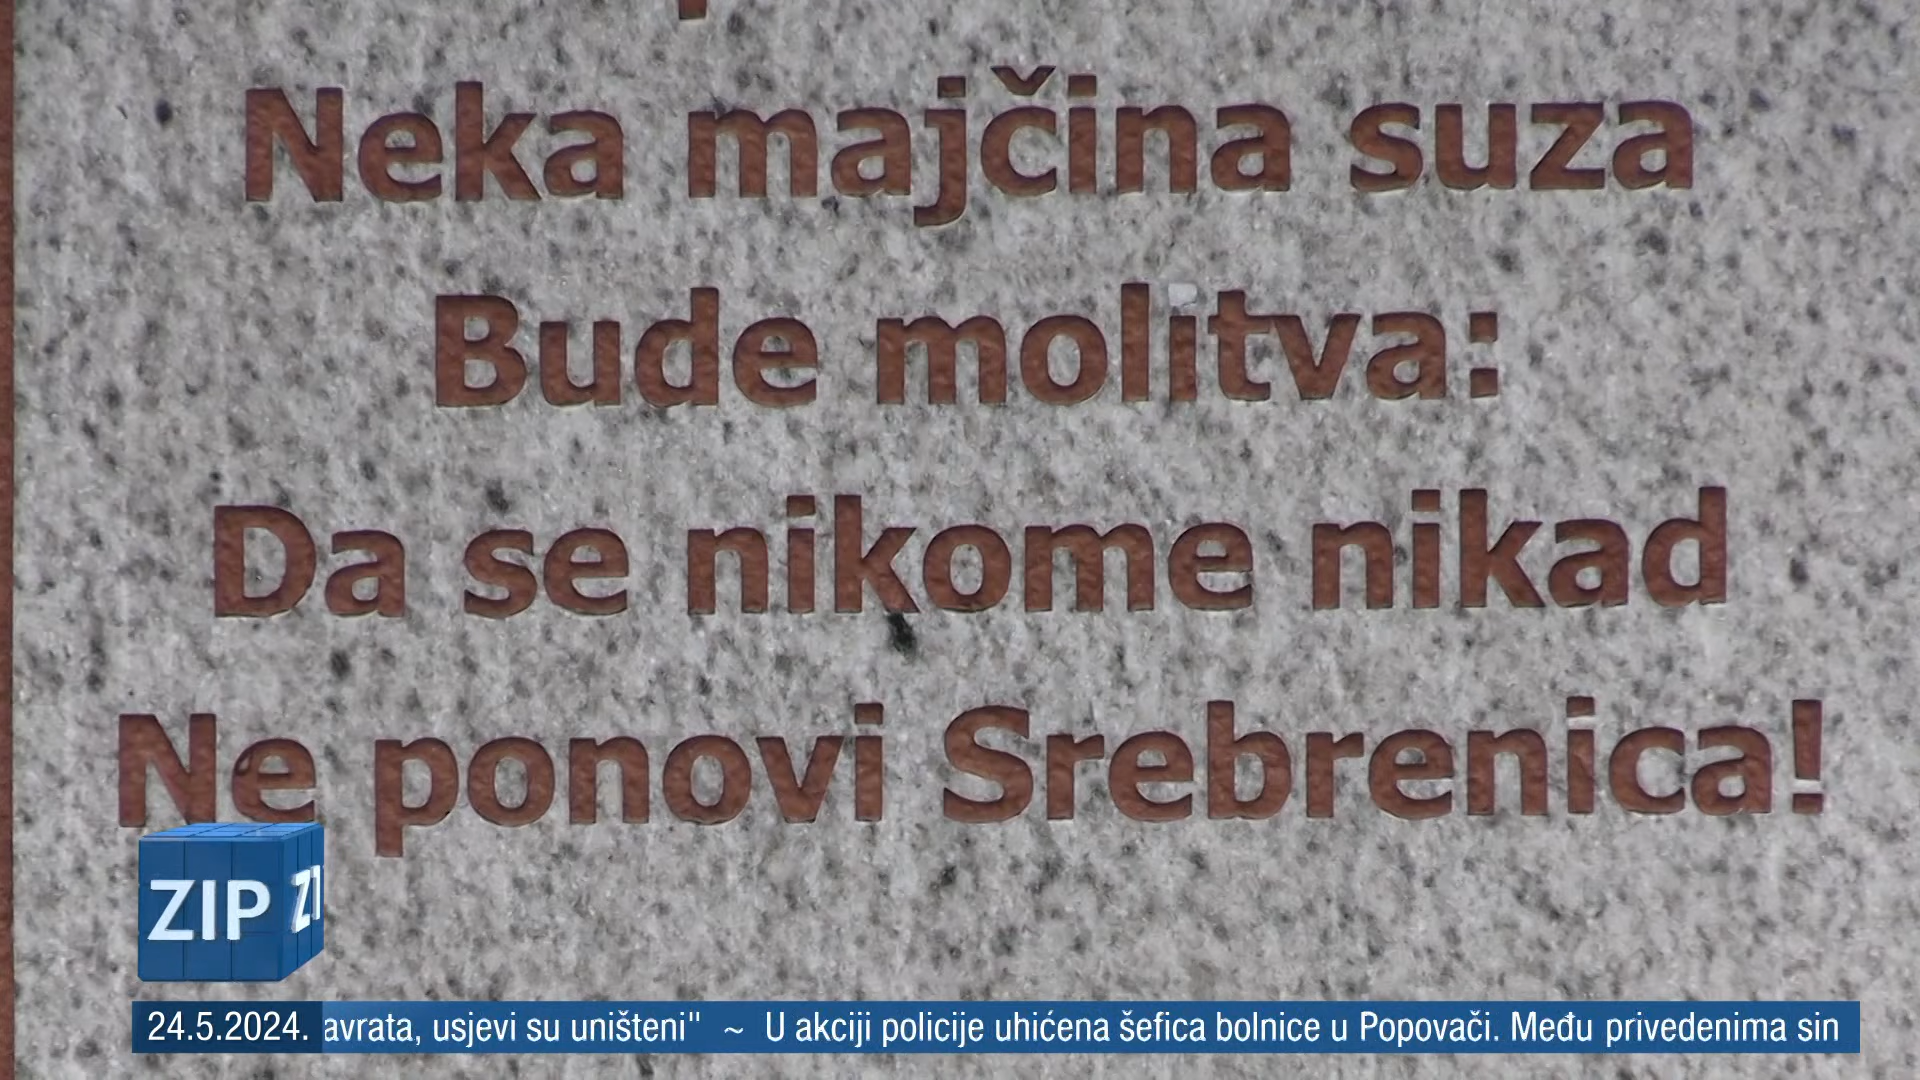 Neka majčina suza
Bude molitva:
Da se nikome nikad
Ne ponovi Srebrenica!
ZIP
24.5.2024. avrata, usjevi su uništeni" ~ U akciji policije uhićena šefica bolnice u Popovači. Među privedenima sin